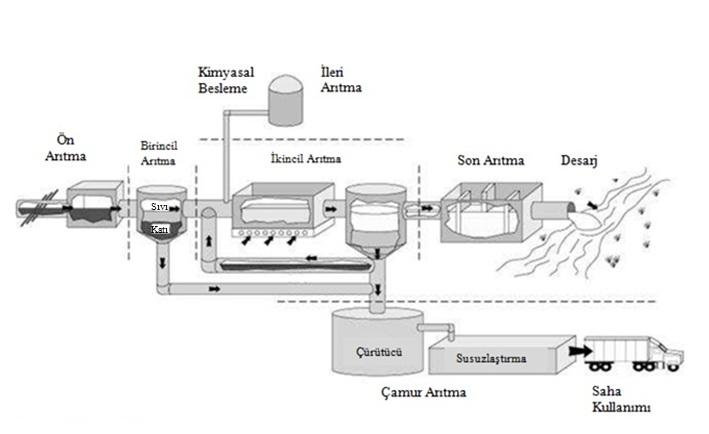 Kimyasal
Besleme
İleri
Arıtma
Ön
Arıtma
Birincil
Arıtma
İkincil Arıtma
Son Arıtma
Desarj
Sıvı
Katı
Çürütücü
Susuzlaştırma
Çamur Arıtma
Saha
Kullanımı